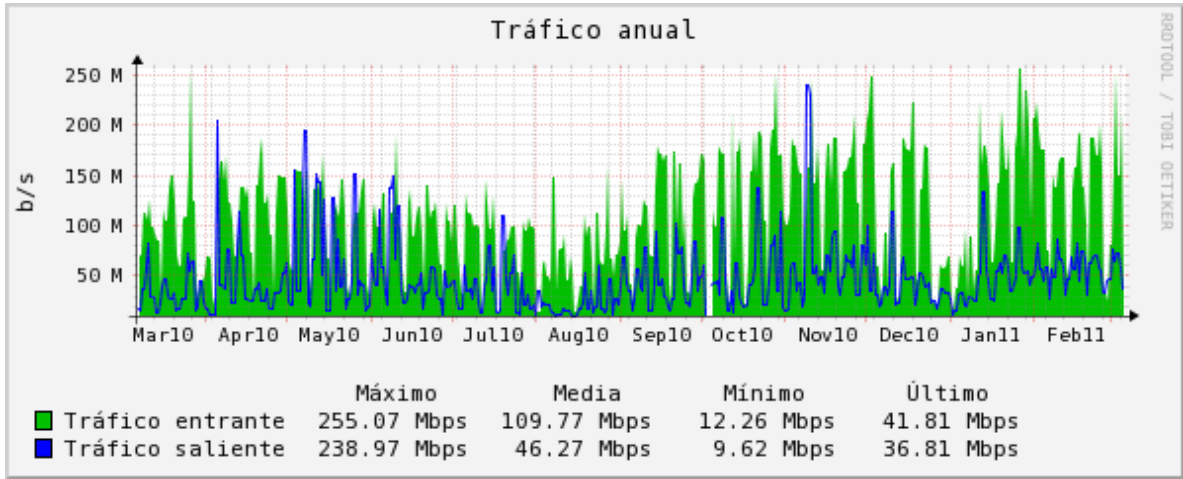 Tráfico anual
RRDTOOL / TOBI OETIKER
b/s
250 M
200 M
150 M
100 M
50 M
Mar10 Apr10 May10 Jun10 Jul10 Aug10 Sep10 Oct10 Nov10 Dec10 Jan11 Feb11
Máximo Media Mínimo Último
Tráfico entrante 255.07 Mbps 109.77 Mbps 12.26 Mbps 41.81 Mbps
Tráfico saliente 238.97 Mbps 46.27 Mbps 9.62 Mbps 36.81 Mbps